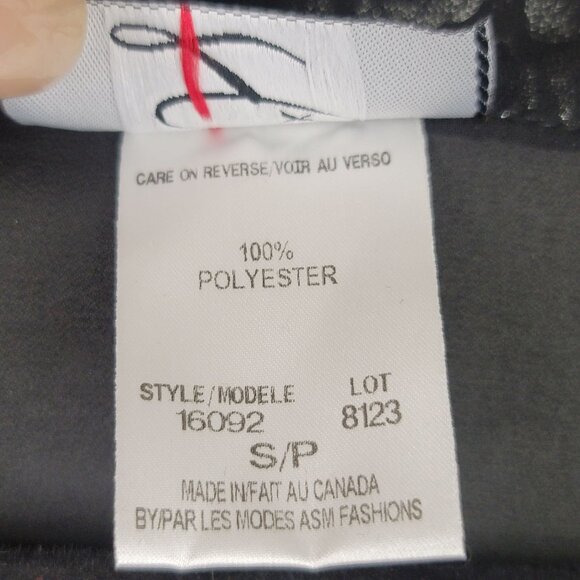 CARE ON REVERSE/VOIR AU VERSO
100%
POLYESTER
STYLE/MODELE LOT
16092 8123
S/P
MADE IN/FAIT AU CANADA
BY/PAR LES MODES ASM FASHIONS